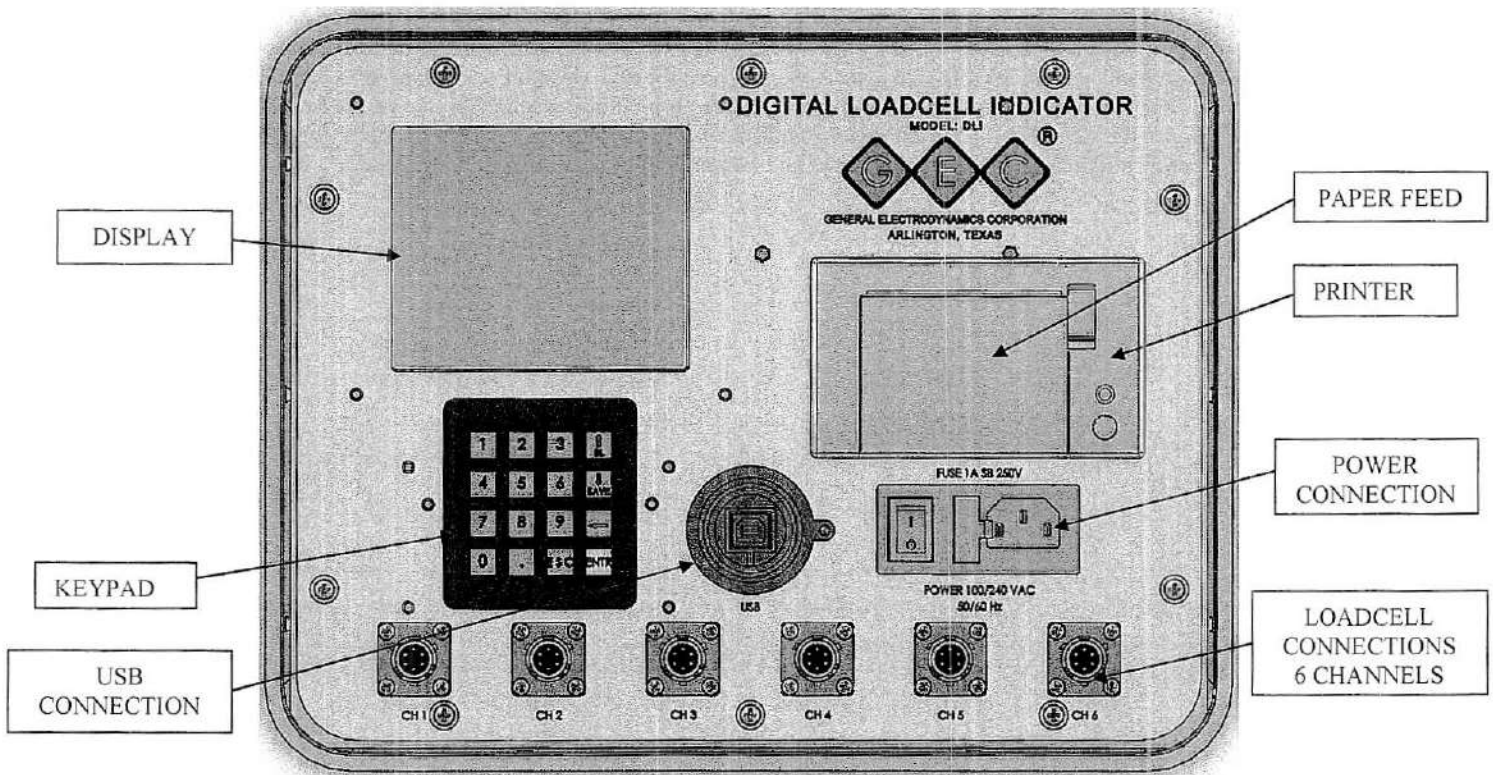 DIGITAL LOADCELL INDICATOR
MODEL: DLI
G E C ®
GENERAL ELECTRODYNAMICS CORPORATION
ARLINGTON, TEXAS
DISPLAY
PAPER FEED
PRINTER
1 2 3
4 5 6 SAVE
7 8 9 ←
0 . ESC ENTR
KEYPAD
USB
CONNECTION
USB
FUSE 1A SB 250V
I
O
POWER 100/240 VAC
50/60 Hz
POWER
CONNECTION
LOADCELL
CONNECTIONS
6 CHANNELS
CH 1 CH 2 CH 3 CH 4 CH 5 CH 6